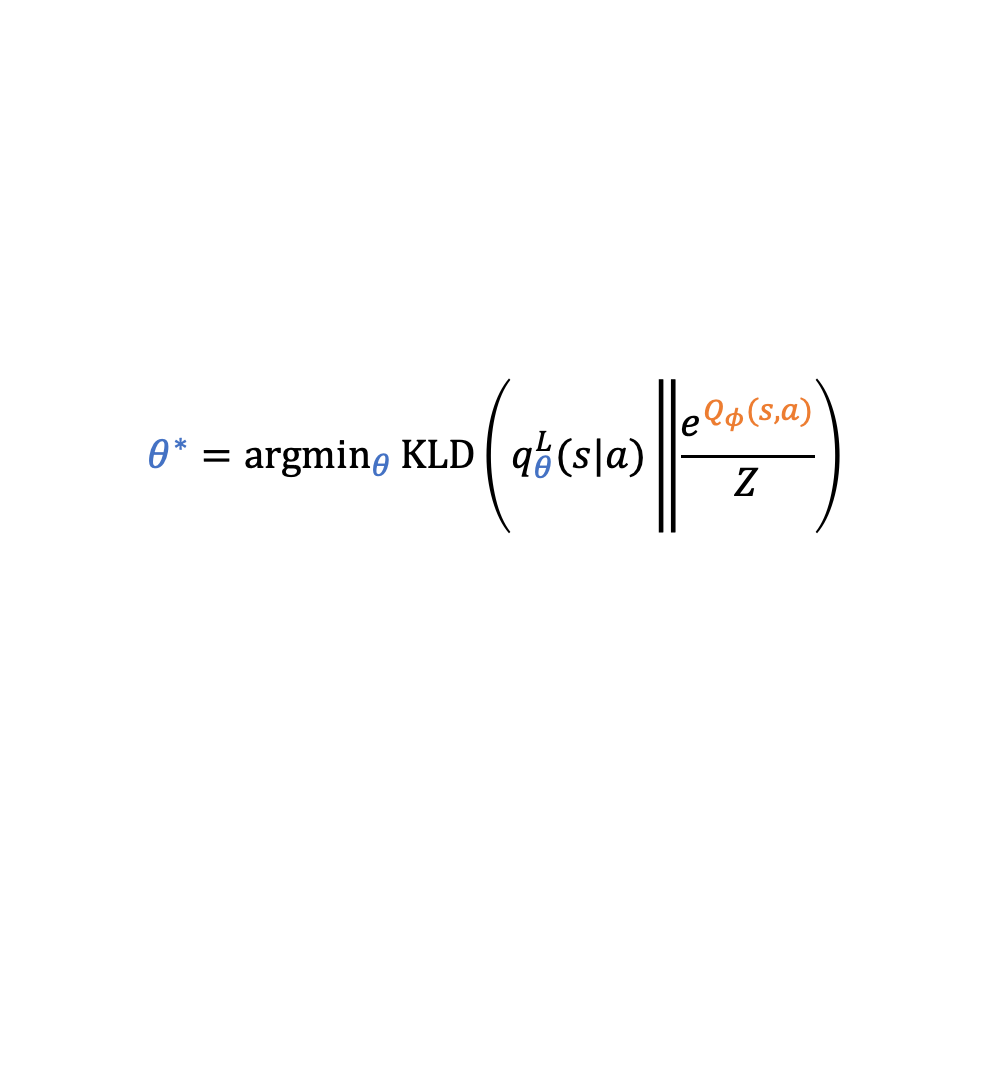 θ* = argmin_θ KLD ( q_θ^L (s|a) ‖ e^{Q_ϕ(s,a)} / Z )